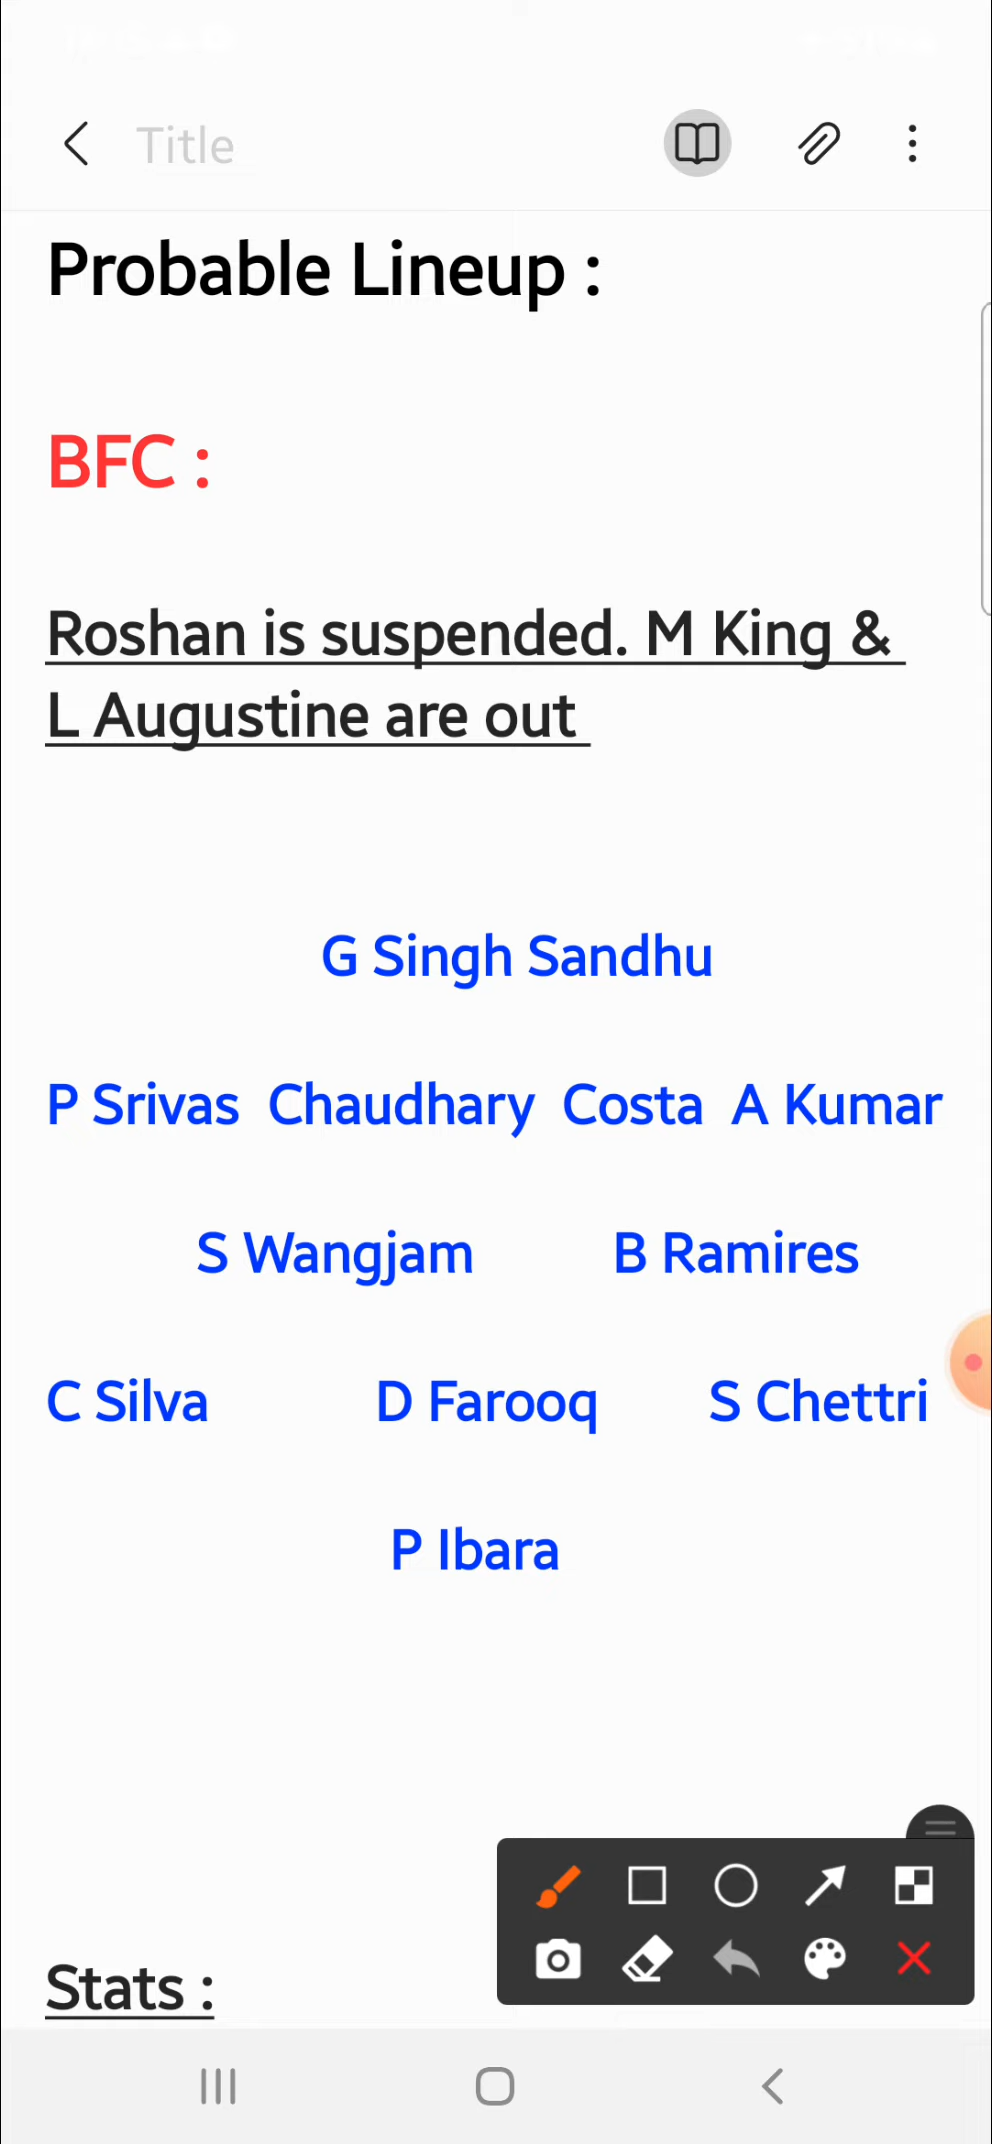 Title
Probable Lineup :
BFC :
Roshan is suspended. M King &
L Augustine are out
G Singh Sandhu
P Srivas Chaudhary Costa A Kumar
S Wangjam B Ramires
C Silva D Farooq S Chettri
P Ibara
Stats :